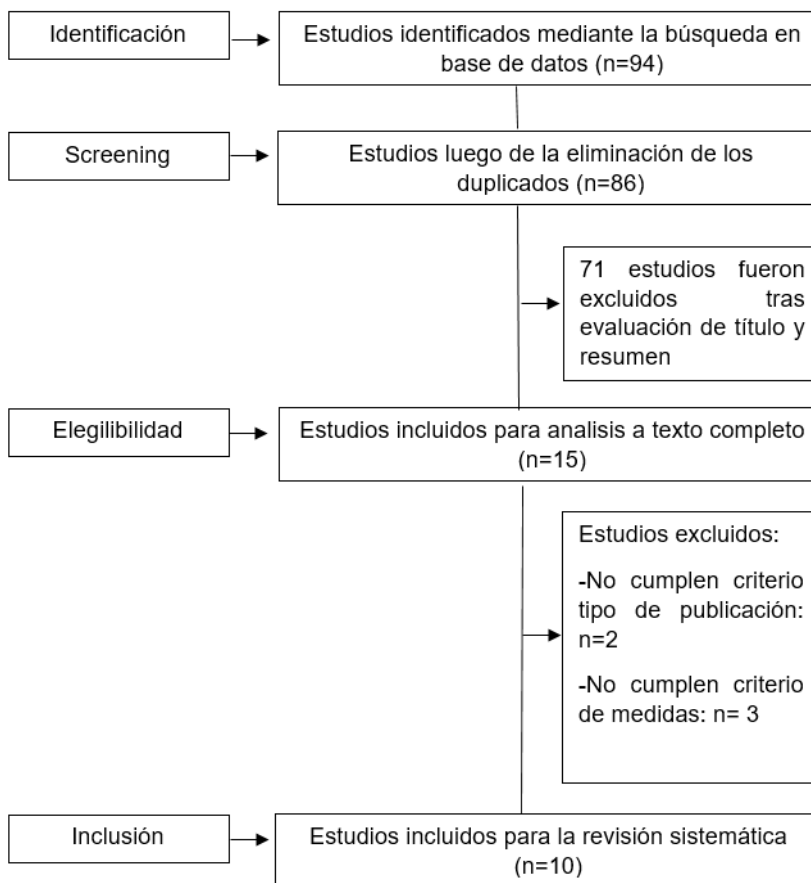 Identificación
Estudios identificados mediante la búsqueda en
base de datos (n=94)
Screening
Estudios luego de la eliminación de los
duplicados (n=86)
71 estudios fueron
excluidos tras
evaluación de título y
resumen
Elegilibilidad
Estudios incluidos para analisis a texto completo
(n=15)
Estudios excluidos:
-No cumplen criterio
tipo de publicación:
n=2
-No cumplen criterio
de medidas: n= 3
Inclusión
Estudios incluidos para la revisión sistemática
(n=10)